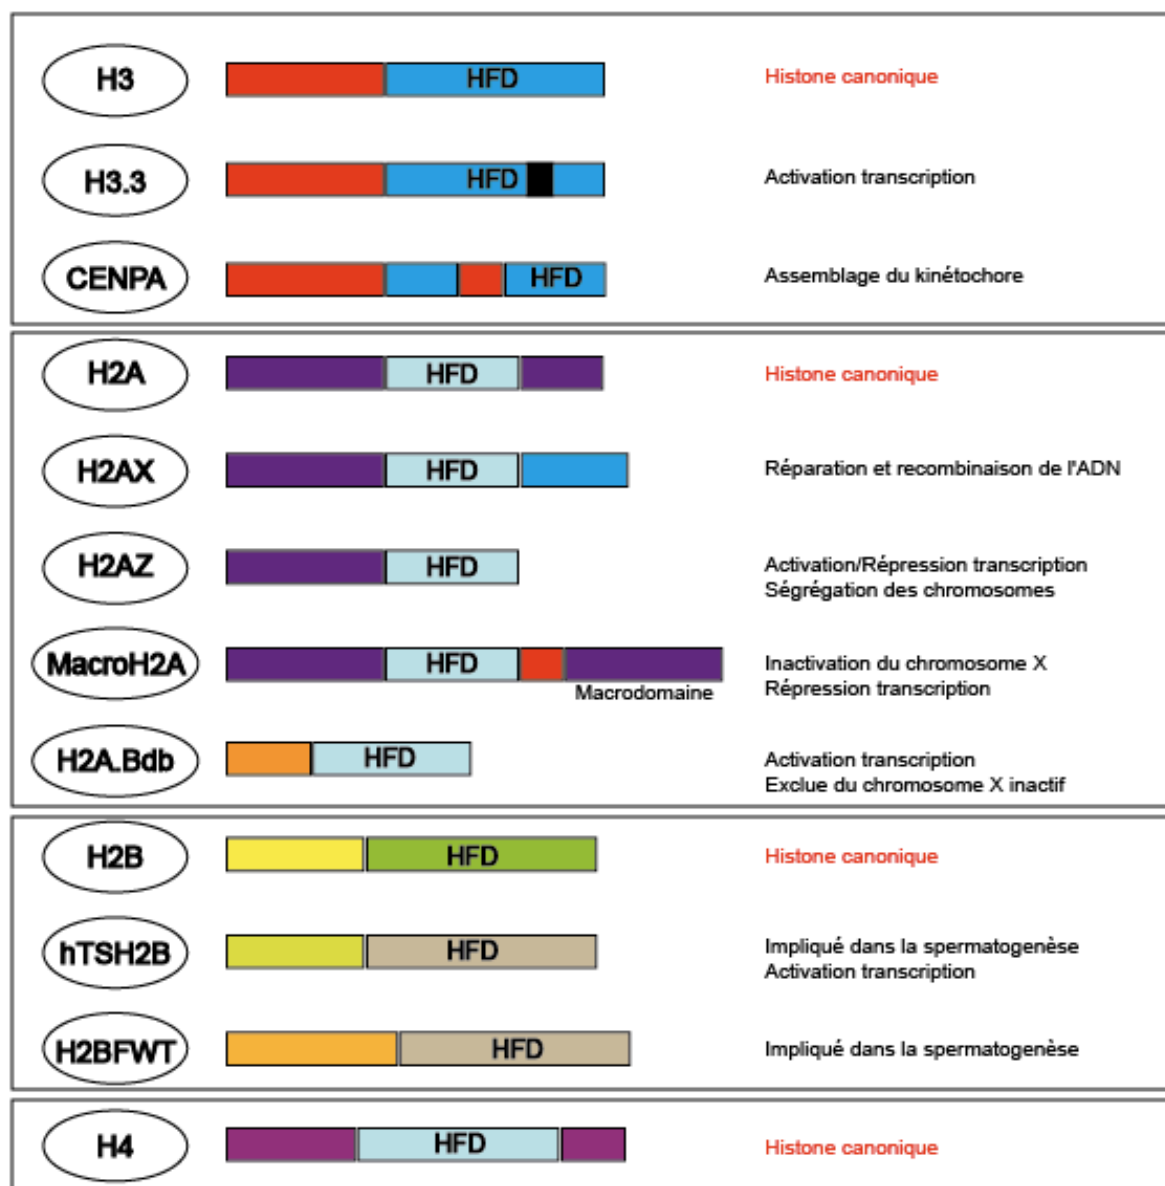 H3 HFD Histone canonique
H3.3 HFD Activation transcription
CENPA HFD Assemblage du kinétochore
H2A HFD Histone canonique
H2AX HFD Réparation et recombinaison de l'ADN
H2AZ HFD Activation/Répression transcription
Ségrégation des chromosomes
MacroH2A HFD Inactivation du chromosome X
Macrodomaine Répression transcription
H2A.Bdb HFD Activation transcription
Exclue du chromosome X inactif
H2B HFD Histone canonique
hTSH2B HFD Impliqué dans la spermatogenèse
Activation transcription
H2BFWT HFD Impliqué dans la spermatogenèse
H4 HFD Histone canonique